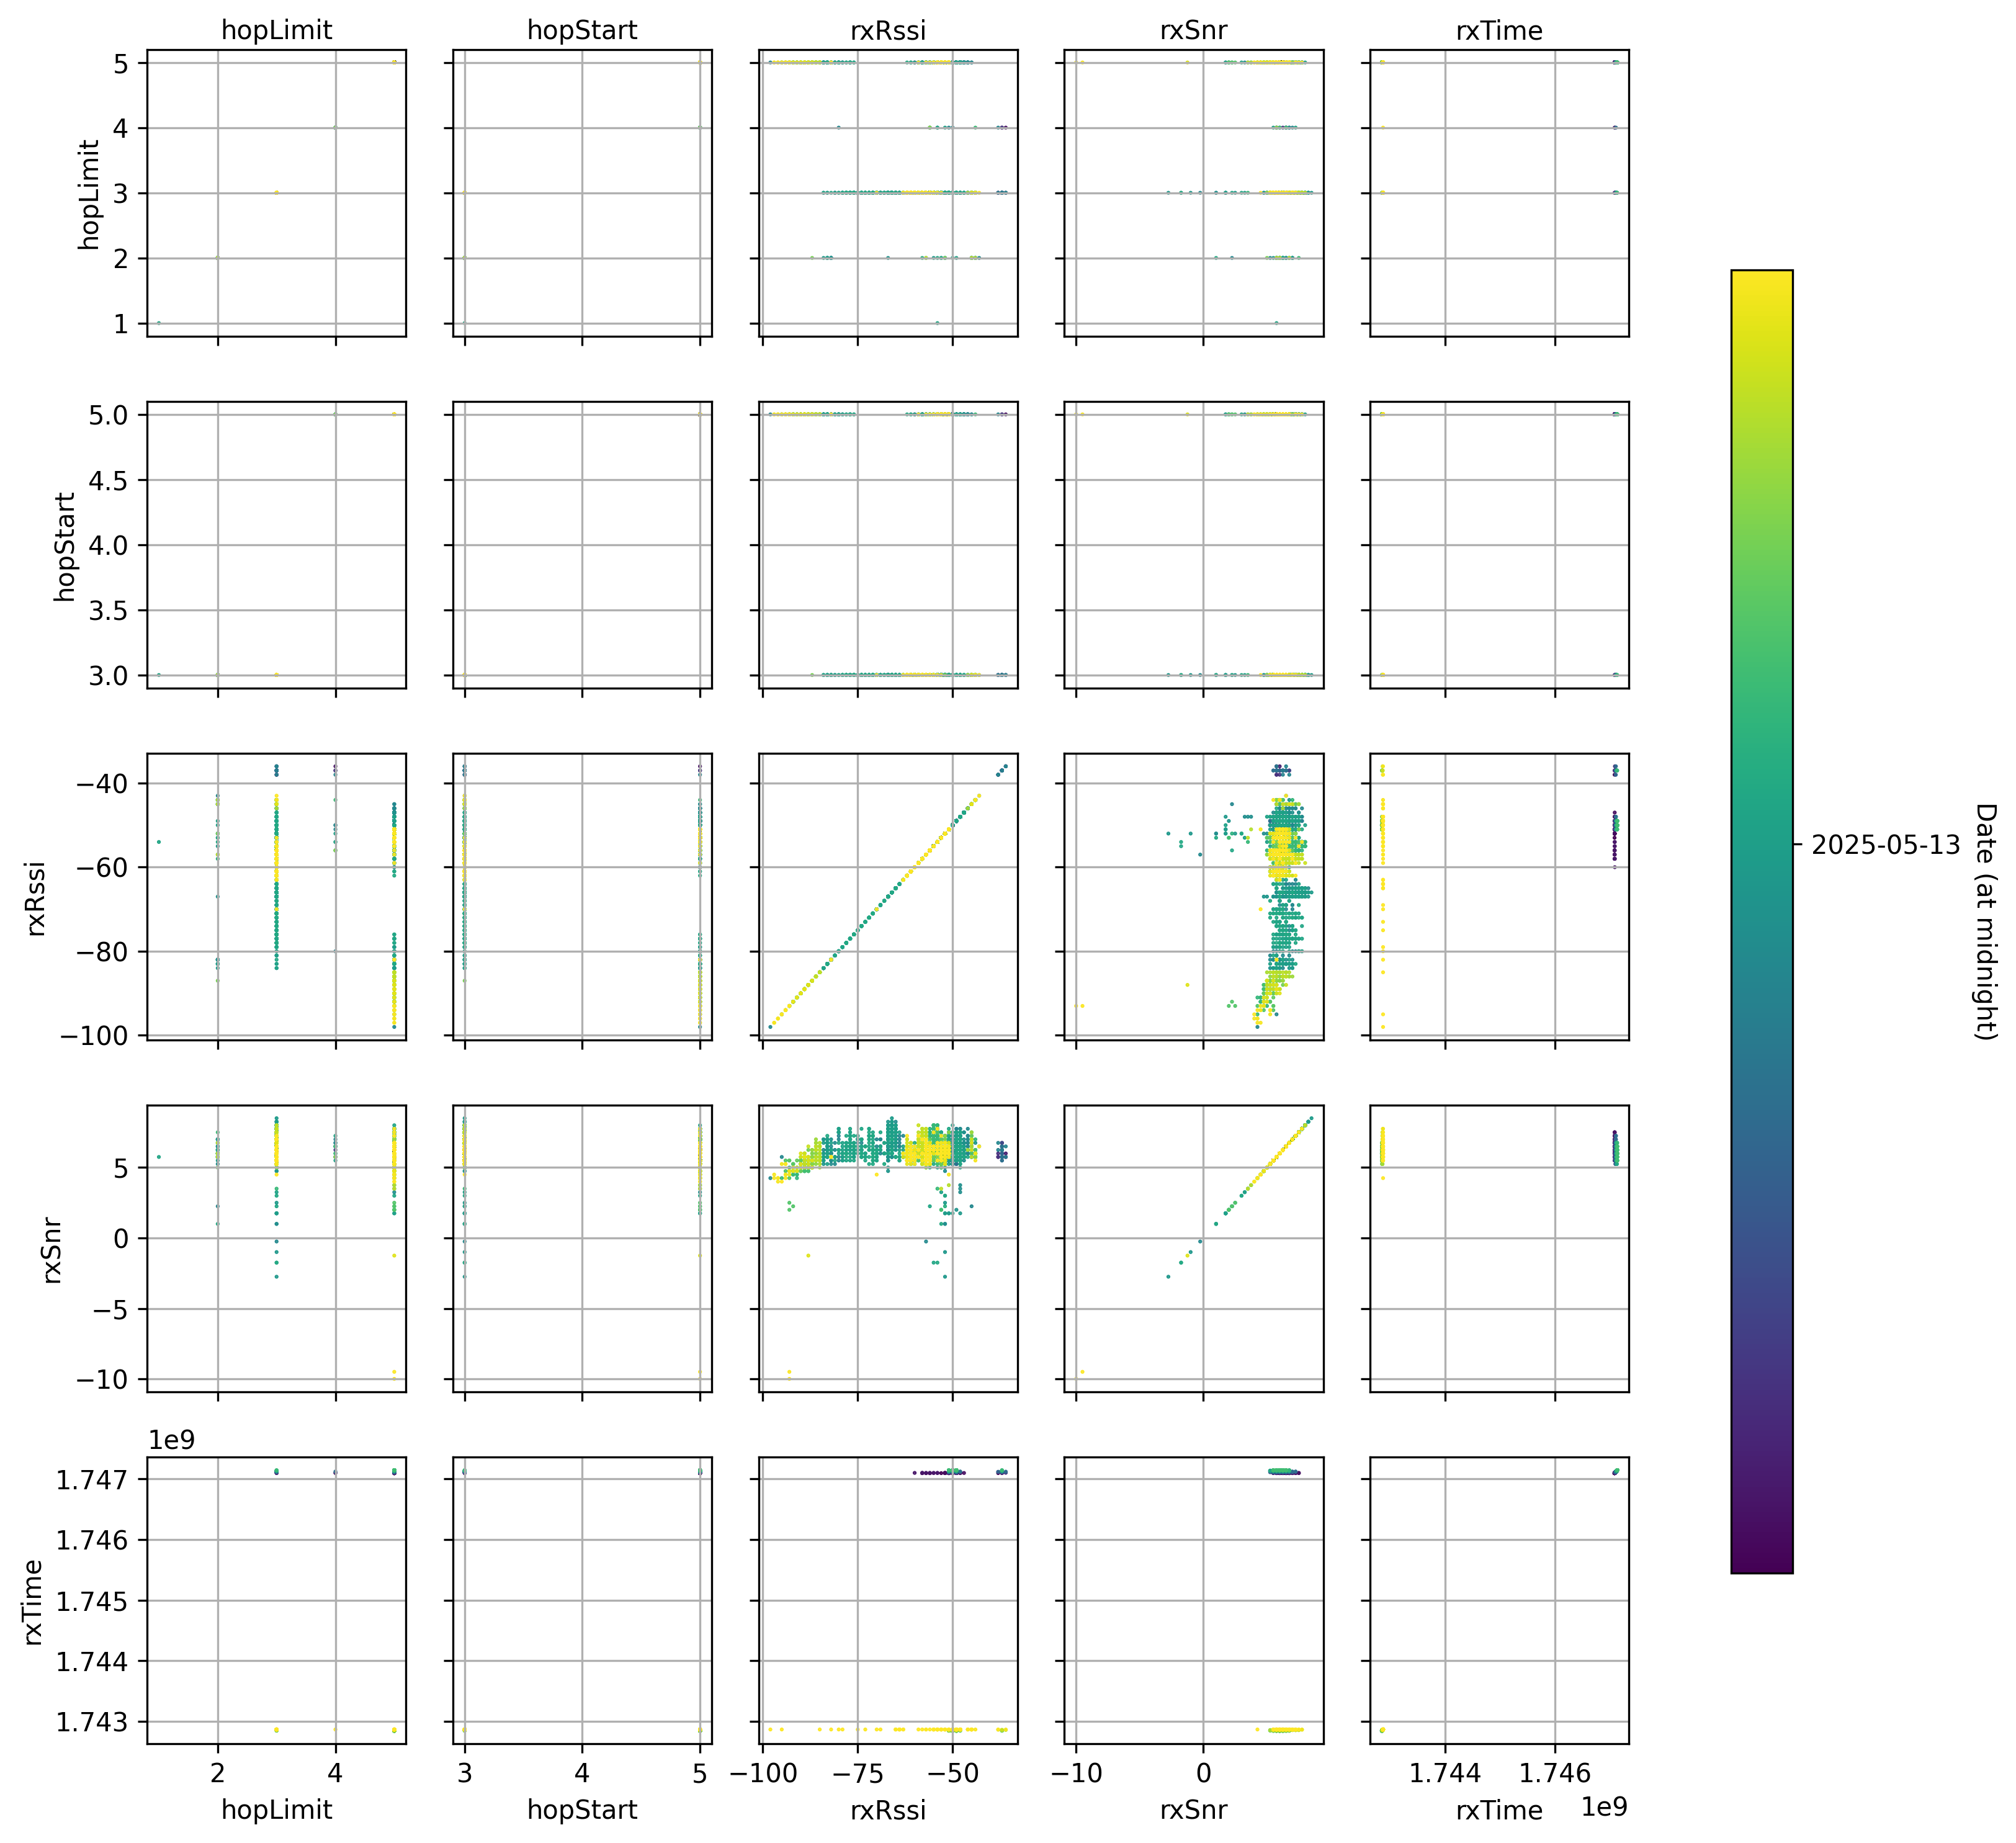 hopLimit hopStart rxRssi rxSnr rxTime
5
4
3
2
1
hopLimit
5.0
4.5
4.0
3.5
3.0
hopStart
−40
−60
−80
−100
rxRssi
2025-05-13
Date (at midnight)
5
0
−5
−10
rxSnr
1e9
1.747
1.746
1.745
1.744
1.743
rxTime
2 4 3 4 5 −100 −75 −50 −10 0 1.744 1.746
hopLimit hopStart rxRssi rxSnr rxTime 1e9